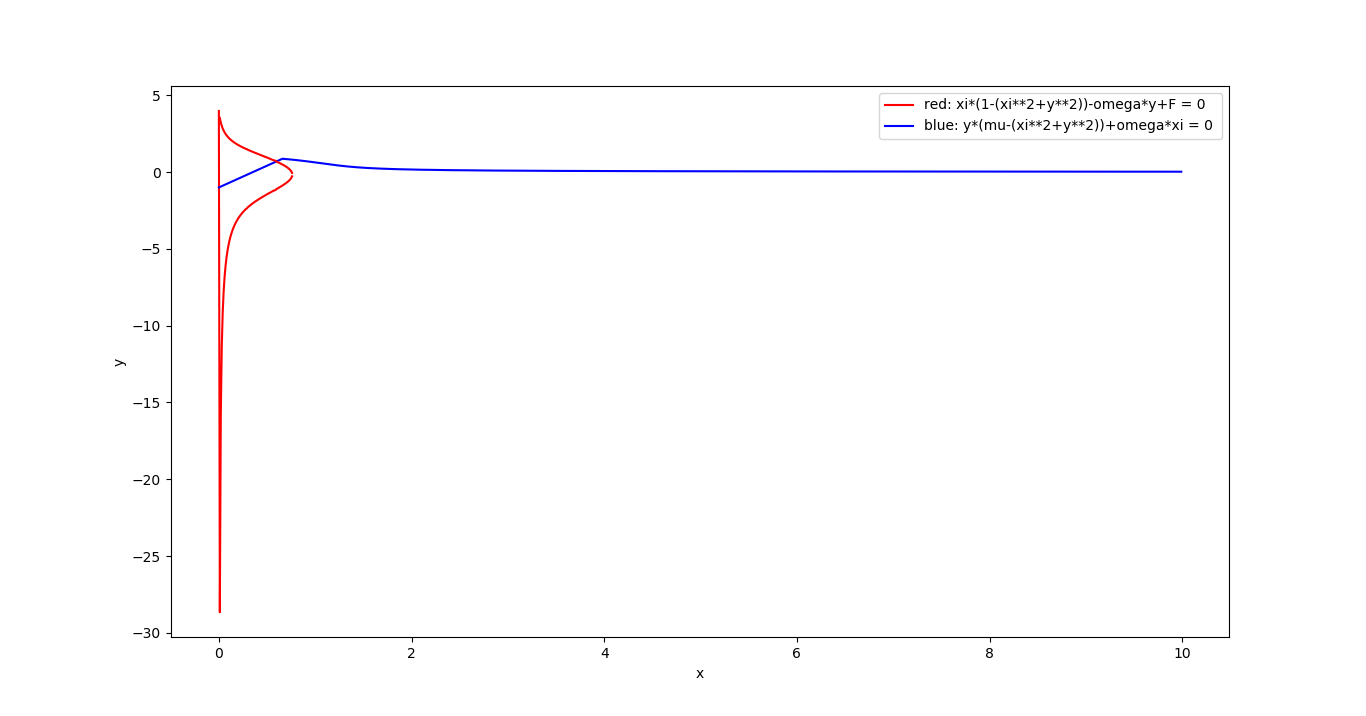 red: xi*(1-(xi**2+y**2))-omega*y+F = 0
blue: y*(mu-(xi**2+y**2))+omega*xi = 0
5
0
−5
−10
−15
−20
−25
−30
y
0 2 4 6 8 10
x